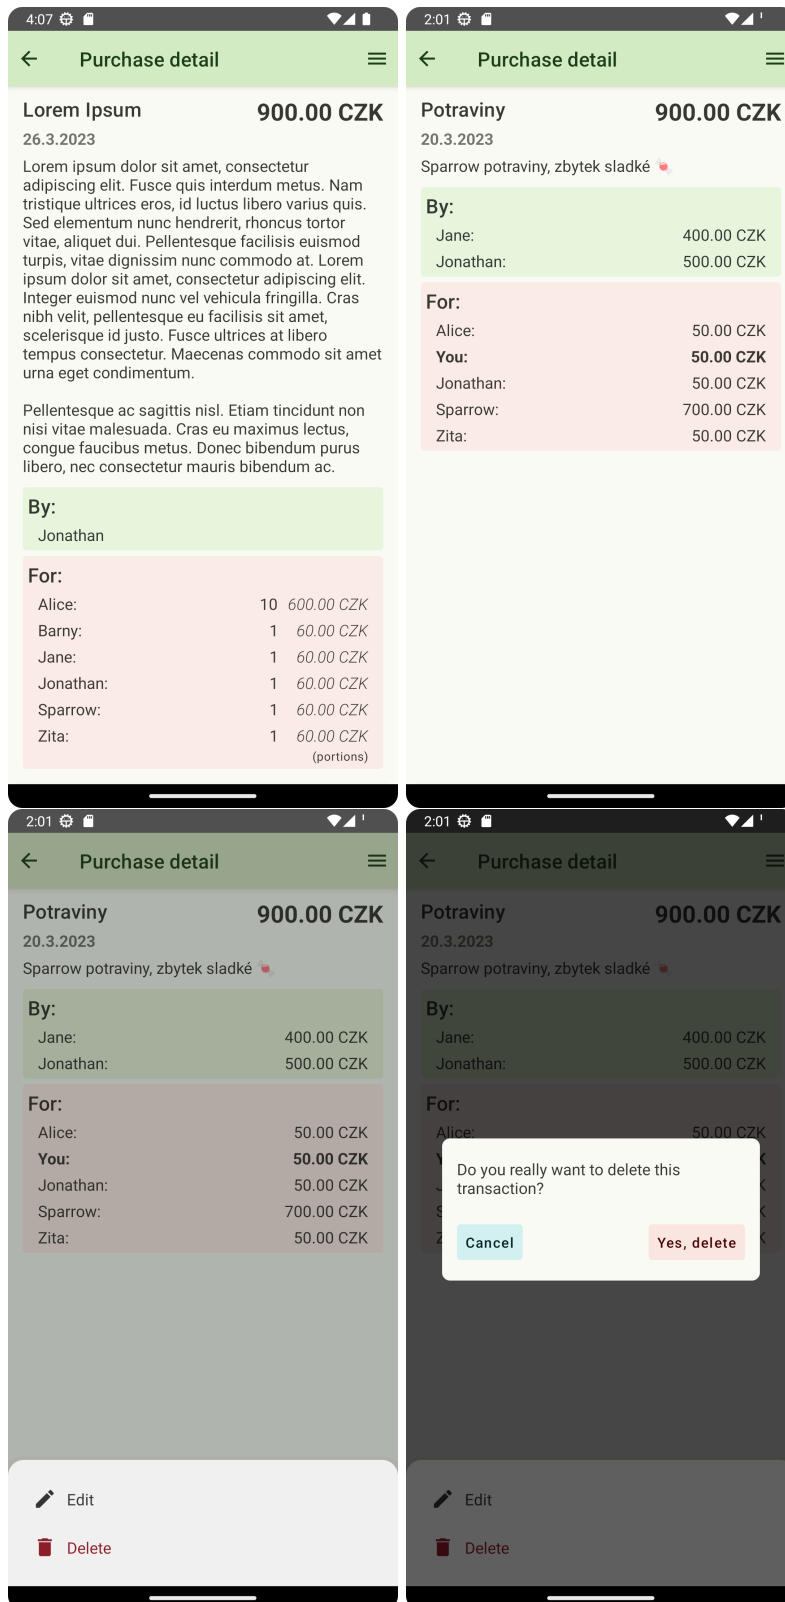 4:07
Purchase detail
Lorem Ipsum 900.00 CZK
26.3.2023
Lorem ipsum dolor sit amet, consectetur
adipiscing elit. Fusce quis interdum metus. Nam
tristique ultrices eros, id luctus libero varius quis.
Sed elementum nunc hendrerit, rhoncus tortor
vitae, aliquet dui. Pellentesque facilisis euismod
turpis, vitae dignissim nunc commodo at. Lorem
ipsum dolor sit amet, consectetur adipiscing elit.
Integer euismod nunc vel vehicula fringilla. Cras
nibh velit, pellentesque eu facilisis sit amet,
scelerisque id justo. Fusce ultrices at libero
tempus consectetur. Maecenas commodo sit amet
urna eget condimentum.
Pellentesque ac sagittis nisl. Etiam tincidunt non
nisi vitae malesuada. Cras eu maximus lectus,
congue faucibus metus. Donec bibendum purus
libero, nec consectetur mauris bibendum ac.
By:
Jonathan
For:
Alice: 10 600.00 CZK
Barny: 1 60.00 CZK
Jane: 1 60.00 CZK
Jonathan: 1 60.00 CZK
Sparrow: 1 60.00 CZK
Zita: 1 60.00 CZK
(portions)
2:01
Purchase detail
Potraviny 900.00 CZK
20.3.2023
Sparrow potraviny, zbytek sladké 🍬
By:
Jane: 400.00 CZK
Jonathan: 500.00 CZK
For:
Alice: 50.00 CZK
You: 50.00 CZK
Jonathan: 50.00 CZK
Sparrow: 700.00 CZK
Zita: 50.00 CZK
2:01
Purchase detail
Potraviny 900.00 CZK
20.3.2023
Sparrow potraviny, zbytek sladké 🍬
By:
Jane: 400.00 CZK
Jonathan: 500.00 CZK
For:
Alice: 50.00 CZK
You: 50.00 CZK
Jonathan: 50.00 CZK
Sparrow: 700.00 CZK
Zita: 50.00 CZK
Edit
Delete
2:01
Purchase detail
Potraviny 900.00 CZK
20.3.2023
Sparrow potraviny, zbytek sladké 🍬
By:
Jane: 400.00 CZK
Jonathan: 500.00 CZK
For:
Alice: 50.00 CZK
Do you really want to delete this
transaction?
Cancel Yes, delete
Edit
Delete